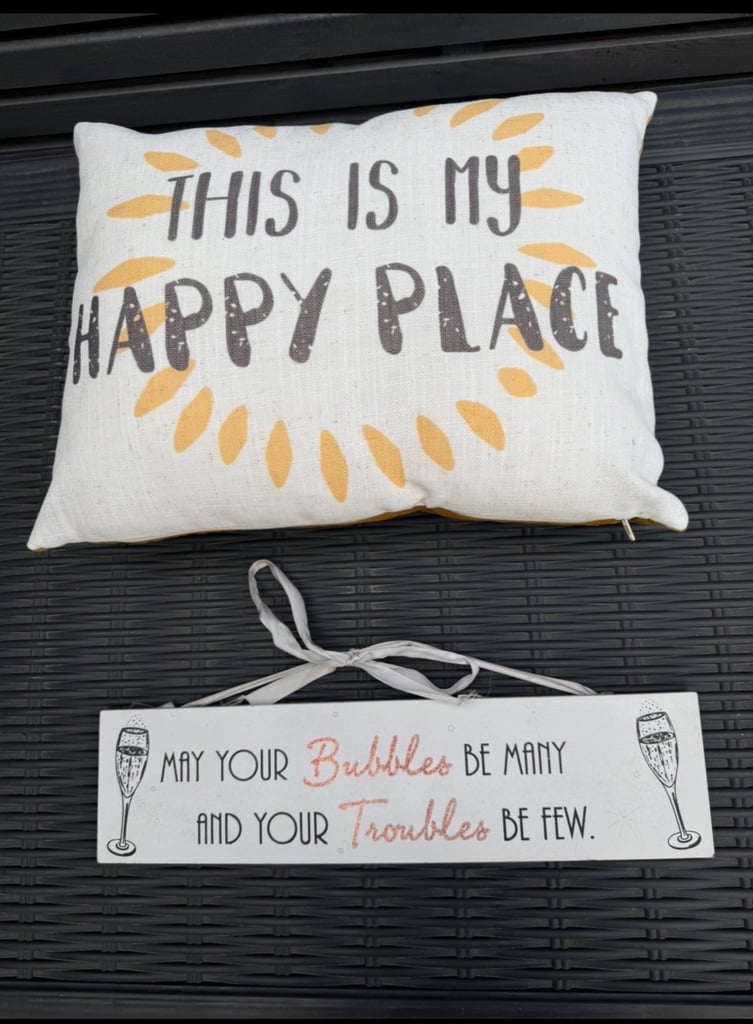 THIS IS MY
HAPPY PLACE
MAY YOUR Bubbles BE MANY
AND YOUR Troubles BE FEW.